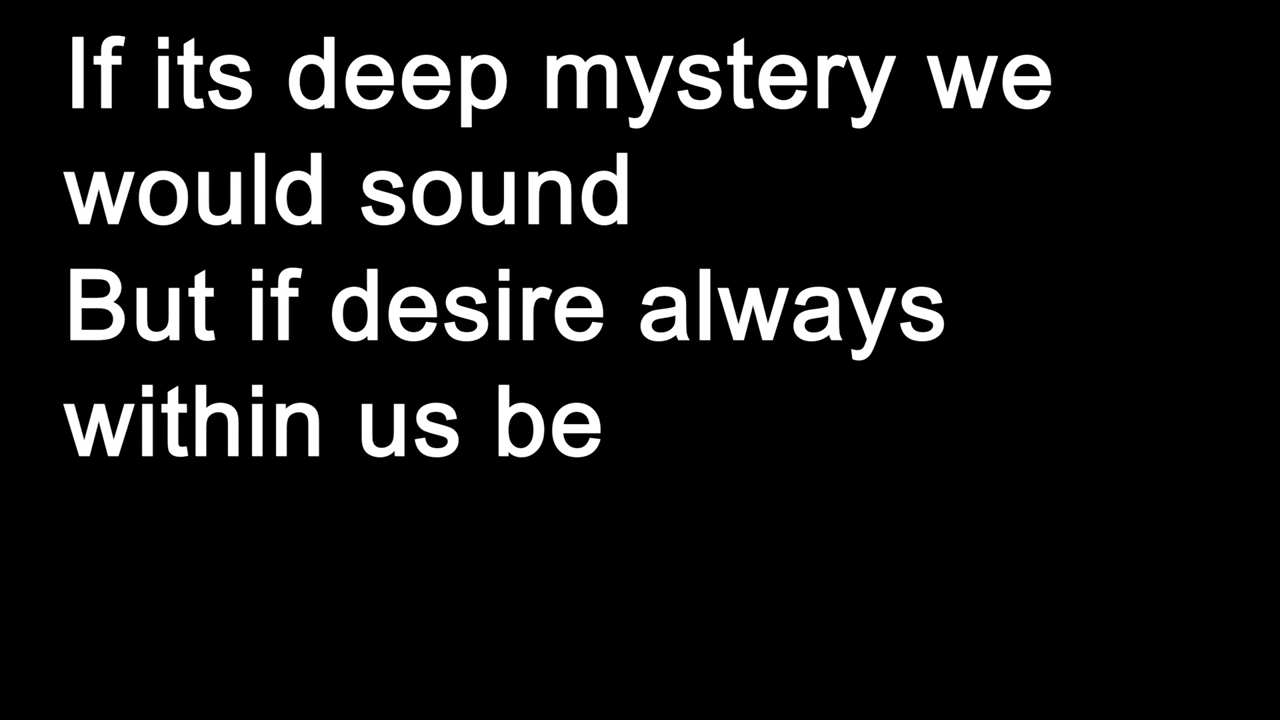 If its deep mystery we
would sound
But if desire always
within us be